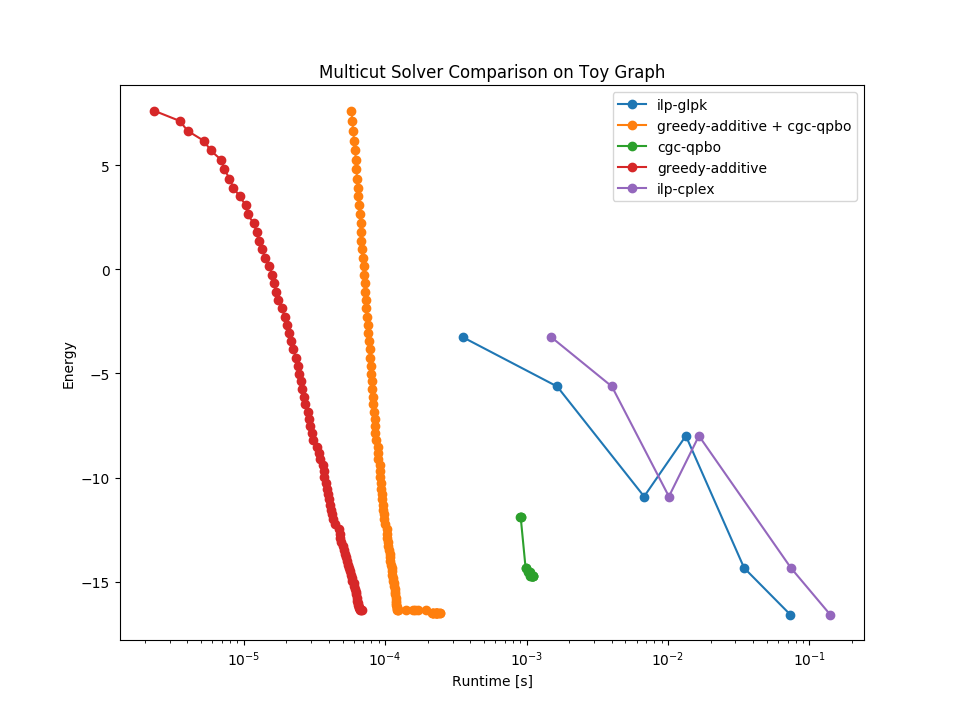 Multicut Solver Comparison on Toy Graph
ilp-glpk
greedy-additive + cgc-qpbo
cgc-qpbo
greedy-additive
ilp-cplex
Energy
5
0
−5
−10
−15
10⁻⁵
10⁻⁴
10⁻³
10⁻²
10⁻¹
Runtime [s]